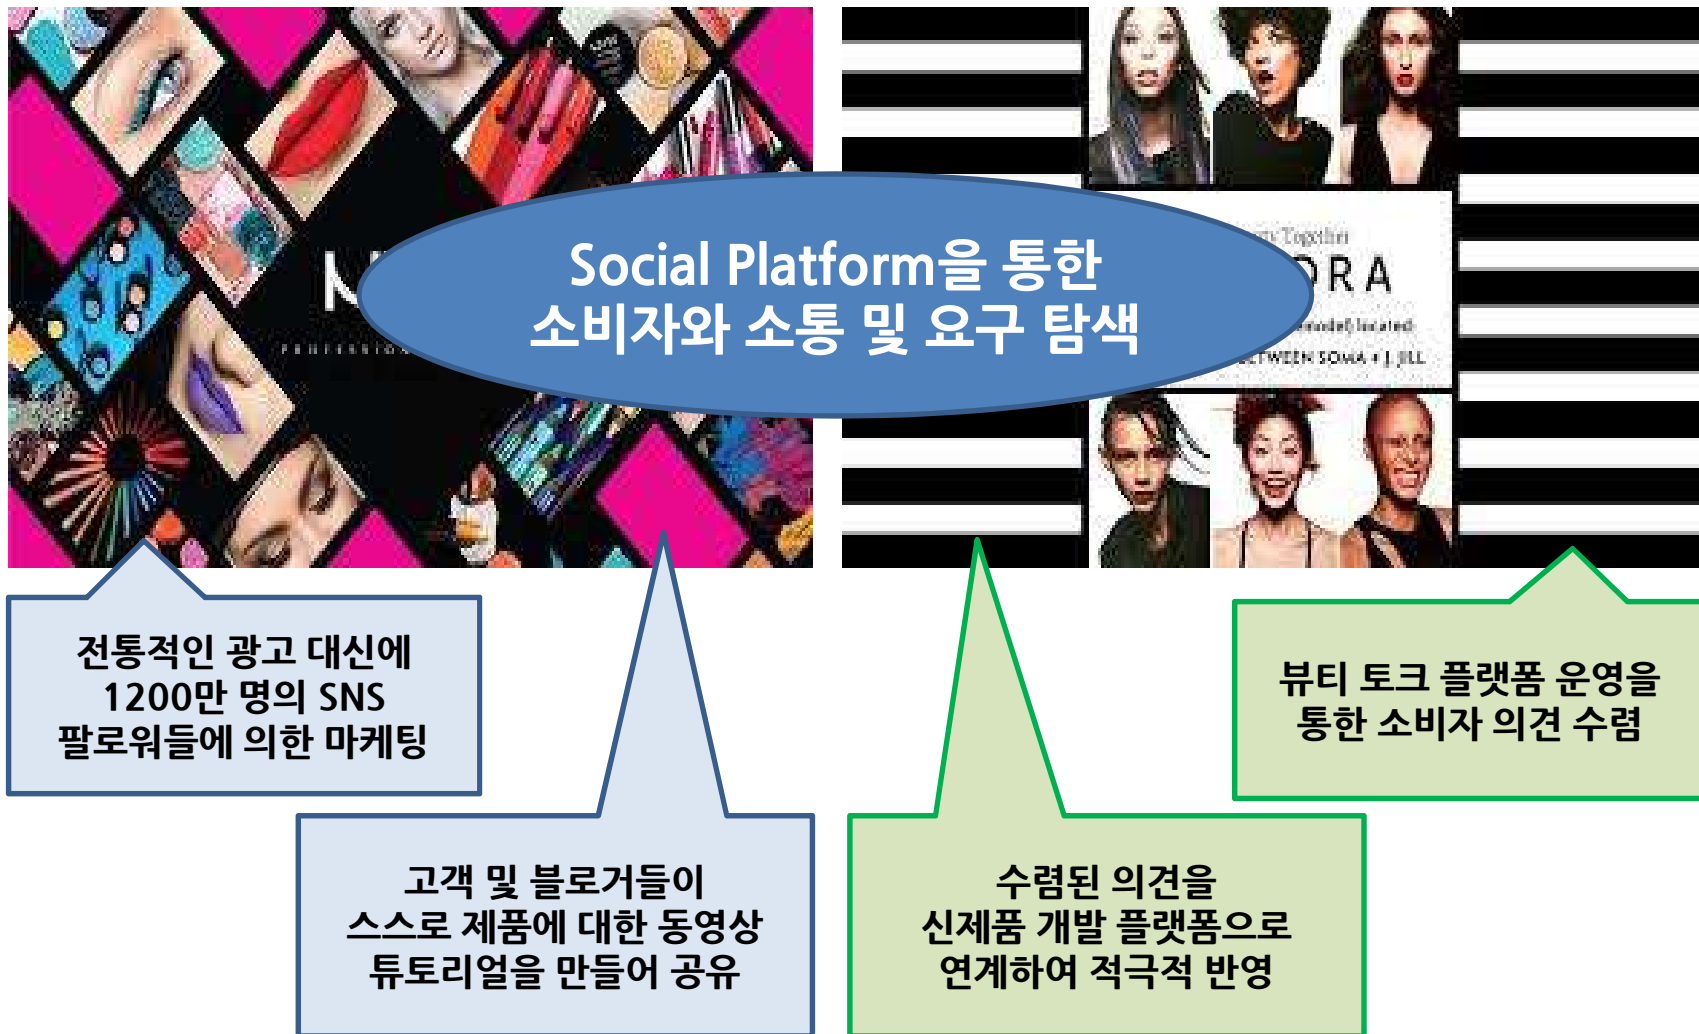 Social Platform을 통한
소비자와 소통 및 요구 탐색
Together
ORA
located
BETWEEN SOMA + J. JILL
전통적인 광고 대신에
1200만 명의 SNS
팔로워들에 의한 마케팅
고객 및 블로거들이
스스로 제품에 대한 동영상
튜토리얼을 만들어 공유
수렴된 의견을
신제품 개발 플랫폼으로
연계하여 적극적 반영
뷰티 토크 플랫폼 운영을
통한 소비자 의견 수렴